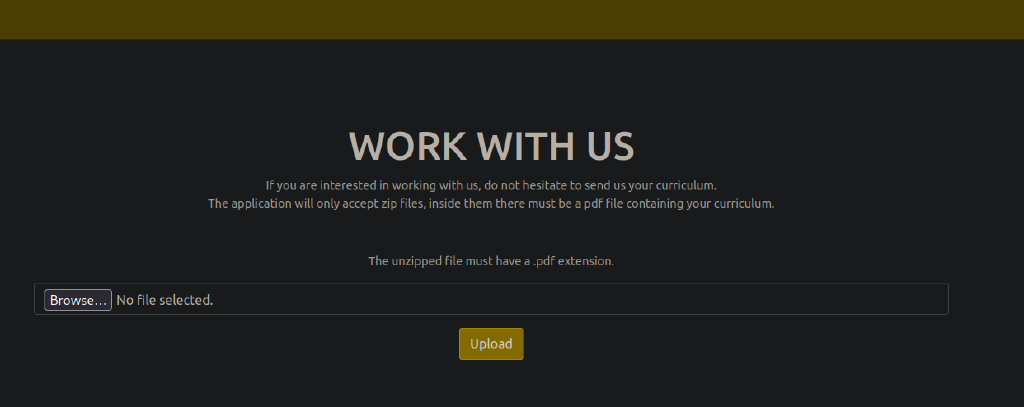 WORK WITH US
If you are interested in working with us, do not hesitate to send us your curriculum.
The application will only accept zip files, inside them there must be a pdf file containing your curriculum.
The unzipped file must have a .pdf extension.
Browse... No file selected.
Upload